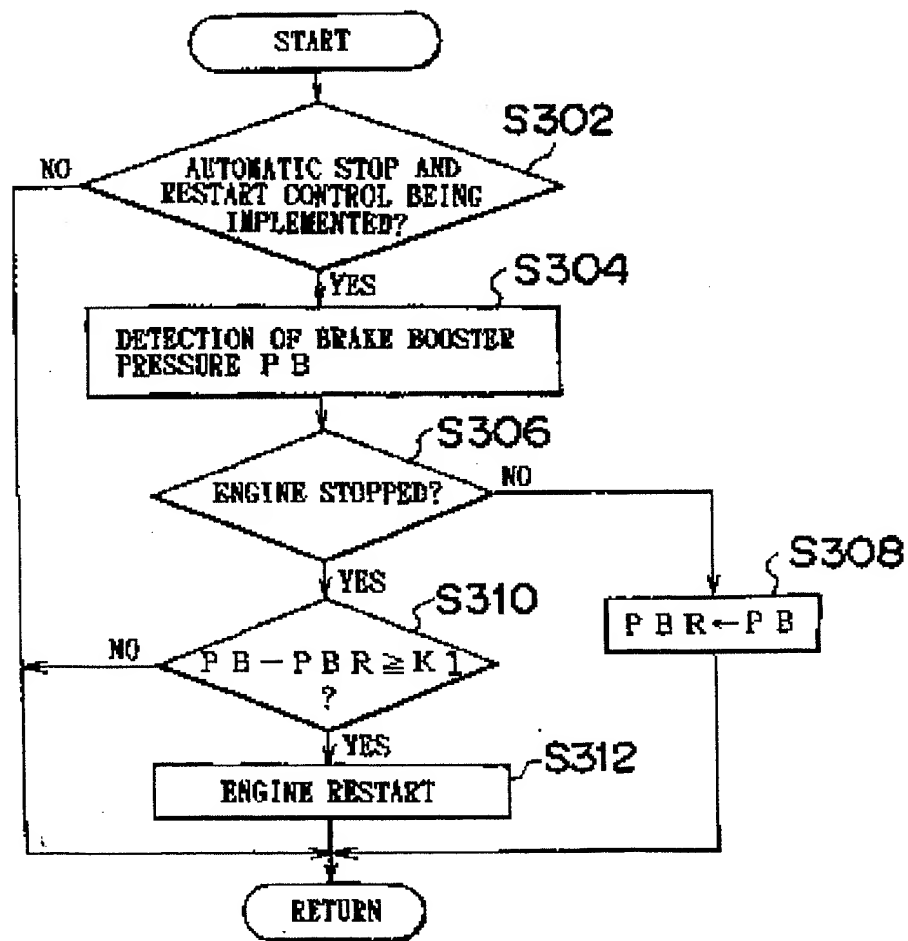 START
S302
NO
AUTOMATIC STOP AND
RESTART CONTROL BEING
IMPLEMENTED?
YES
S304
DETECTION OF BRAKE BOOSTER
PRESSURE P B
S306
ENGINE STOPPED?
NO
YES
S308
P B R ← P B
S310
NO
P B − P B R ≧ K 1
?
YES
S312
ENGINE RESTART
RETURN